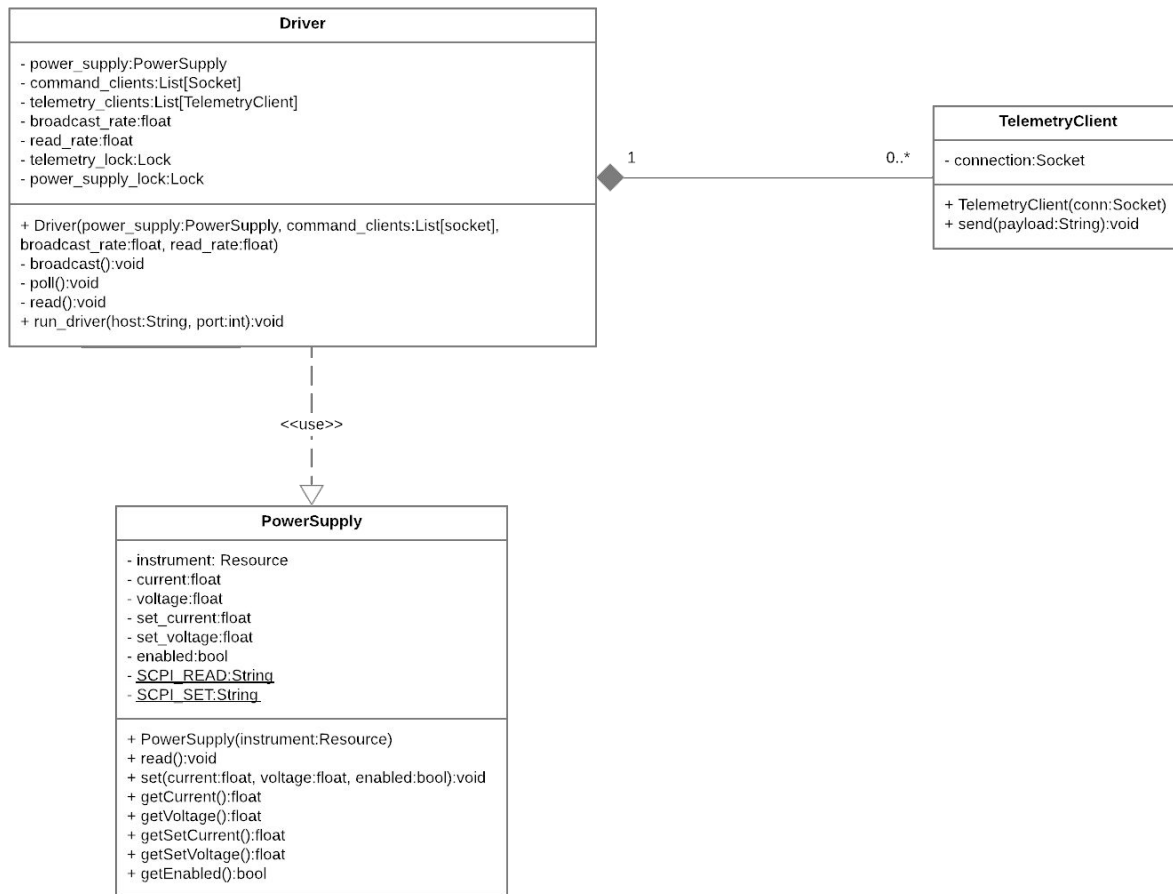 Driver
- power_supply:PowerSupply
- command_clients:List[Socket]
- telemetry_clients:List[TelemetryClient]
- broadcast_rate:float
- read_rate:float
- telemetry_lock:Lock
- power_supply_lock:Lock
+ Driver(power_supply:PowerSupply, command_clients:List[socket],
broadcast_rate:float, read_rate:float)
- broadcast():void
- poll():void
- read():void
+ run_driver(host:String, port:int):void
1
0..*
TelemetryClient
- connection:Socket
+ TelemetryClient(conn:Socket)
+ send(payload:String):void
<<use>>
PowerSupply
- instrument: Resource
- current:float
- voltage:float
- set_current:float
- set_voltage:float
- enabled:bool
- SCPI_READ:String
- SCPI_SET:String
+ PowerSupply(instrument:Resource)
+ read():void
+ set(current:float, voltage:float, enabled:bool):void
+ getCurrent():float
+ getVoltage():float
+ getSetCurrent():float
+ getSetVoltage():float
+ getEnabled():bool